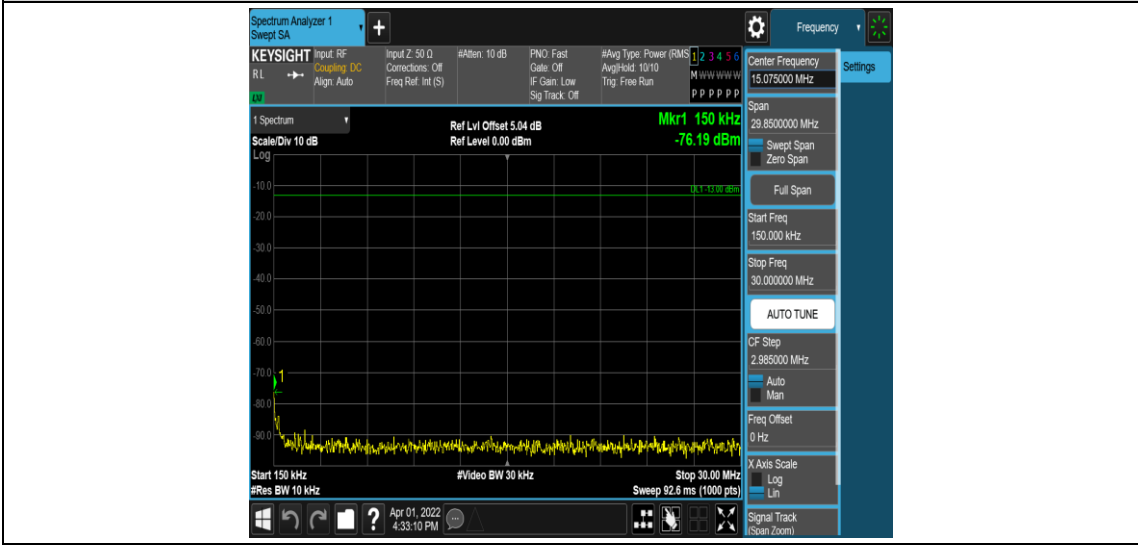 Spectrum Analyzer 1
Swept SA
+
Frequency
KEYSIGHT
RL
Input: RF
Coupling: DC
Align: Auto
Input Z: 50 Ω
Corrections: Off
Freq Ref: Int (S)
#Atten: 10 dB
PNO: Fast
Gate: Off
IF Gain: Low
Sig Track: Off
#Avg Type: Power (RMS
Avg|Hold: 10/10
Trig: Free Run
1 2 3 4 5 6
M W W W W W
P P P P P P
1 Spectrum
Scale/Div 10 dB
Log
Ref Lvl Offset 5.04 dB
Ref Level 0.00 dBm
Mkr1 150 kHz
-76.19 dBm
DL1 -13.00 dBm
-10.0
-20.0
-30.0
-40.0
-50.0
-60.0
-70.0
1
-80.0
-90.0
Start 150 kHz
#Res BW 10 kHz
#Video BW 30 kHz
Stop 30.00 MHz
Sweep 92.6 ms (1000 pts)
?
Apr 01, 2022
4:33:10 PM
Center Frequency
15.075000 MHz
Span
29.8500000 MHz
Swept Span
Zero Span
Full Span
Start Freq
150.000 kHz
Stop Freq
30.000000 MHz
AUTO TUNE
CF Step
2.985000 MHz
Auto
Man
Freq Offset
0 Hz
X Axis Scale
Log
Lin
Signal Track
(Span Zoom)
Settings